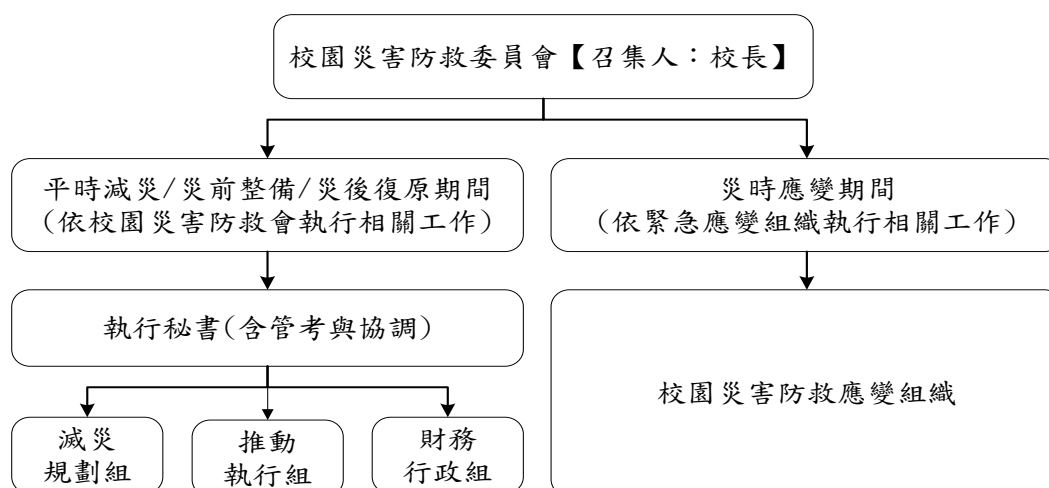 校園災害防救委員會【召集人：校長】
平時減災/災前整備/災後復原期間
(依校園災害防救會執行相關工作)
災時應變期間
(依緊急應變組織執行相關工作)
執行秘書(含管考與協調)
校園災害防救應變組織
減災
規劃組
推動
執行組
財務
行政組